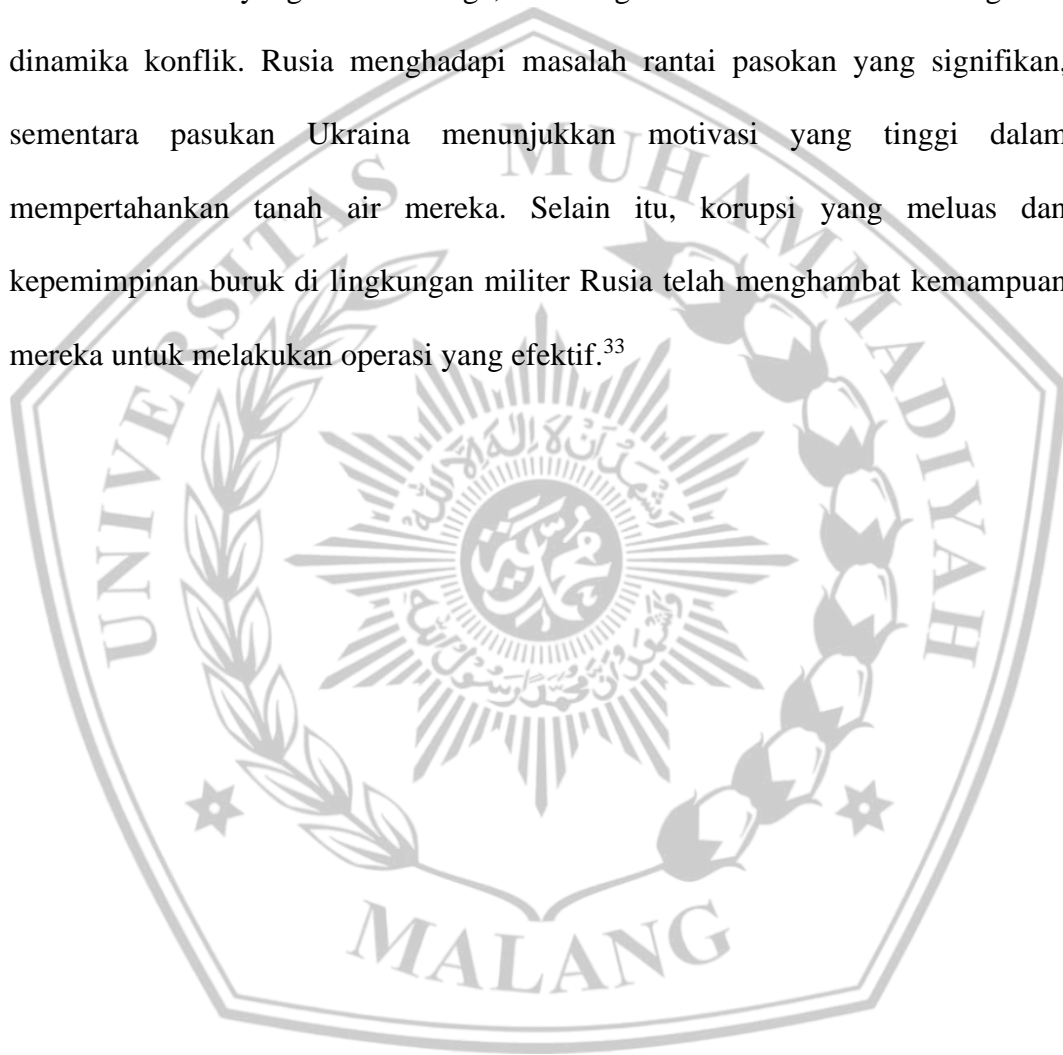 dinamika konflik. Rusia menghadapi masalah rantai pasokan yang signifikan,
sementara pasukan Ukraina menunjukkan motivasi yang tinggi dalam
mempertahankan tanah air mereka. Selain itu, korupsi yang meluas dan
kepemimpinan buruk di lingkungan militer Rusia telah menghambat kemampuan
mereka untuk melakukan operasi yang efektif.33
UNIVERSITAS MUHAMMADIYAH
MALANG